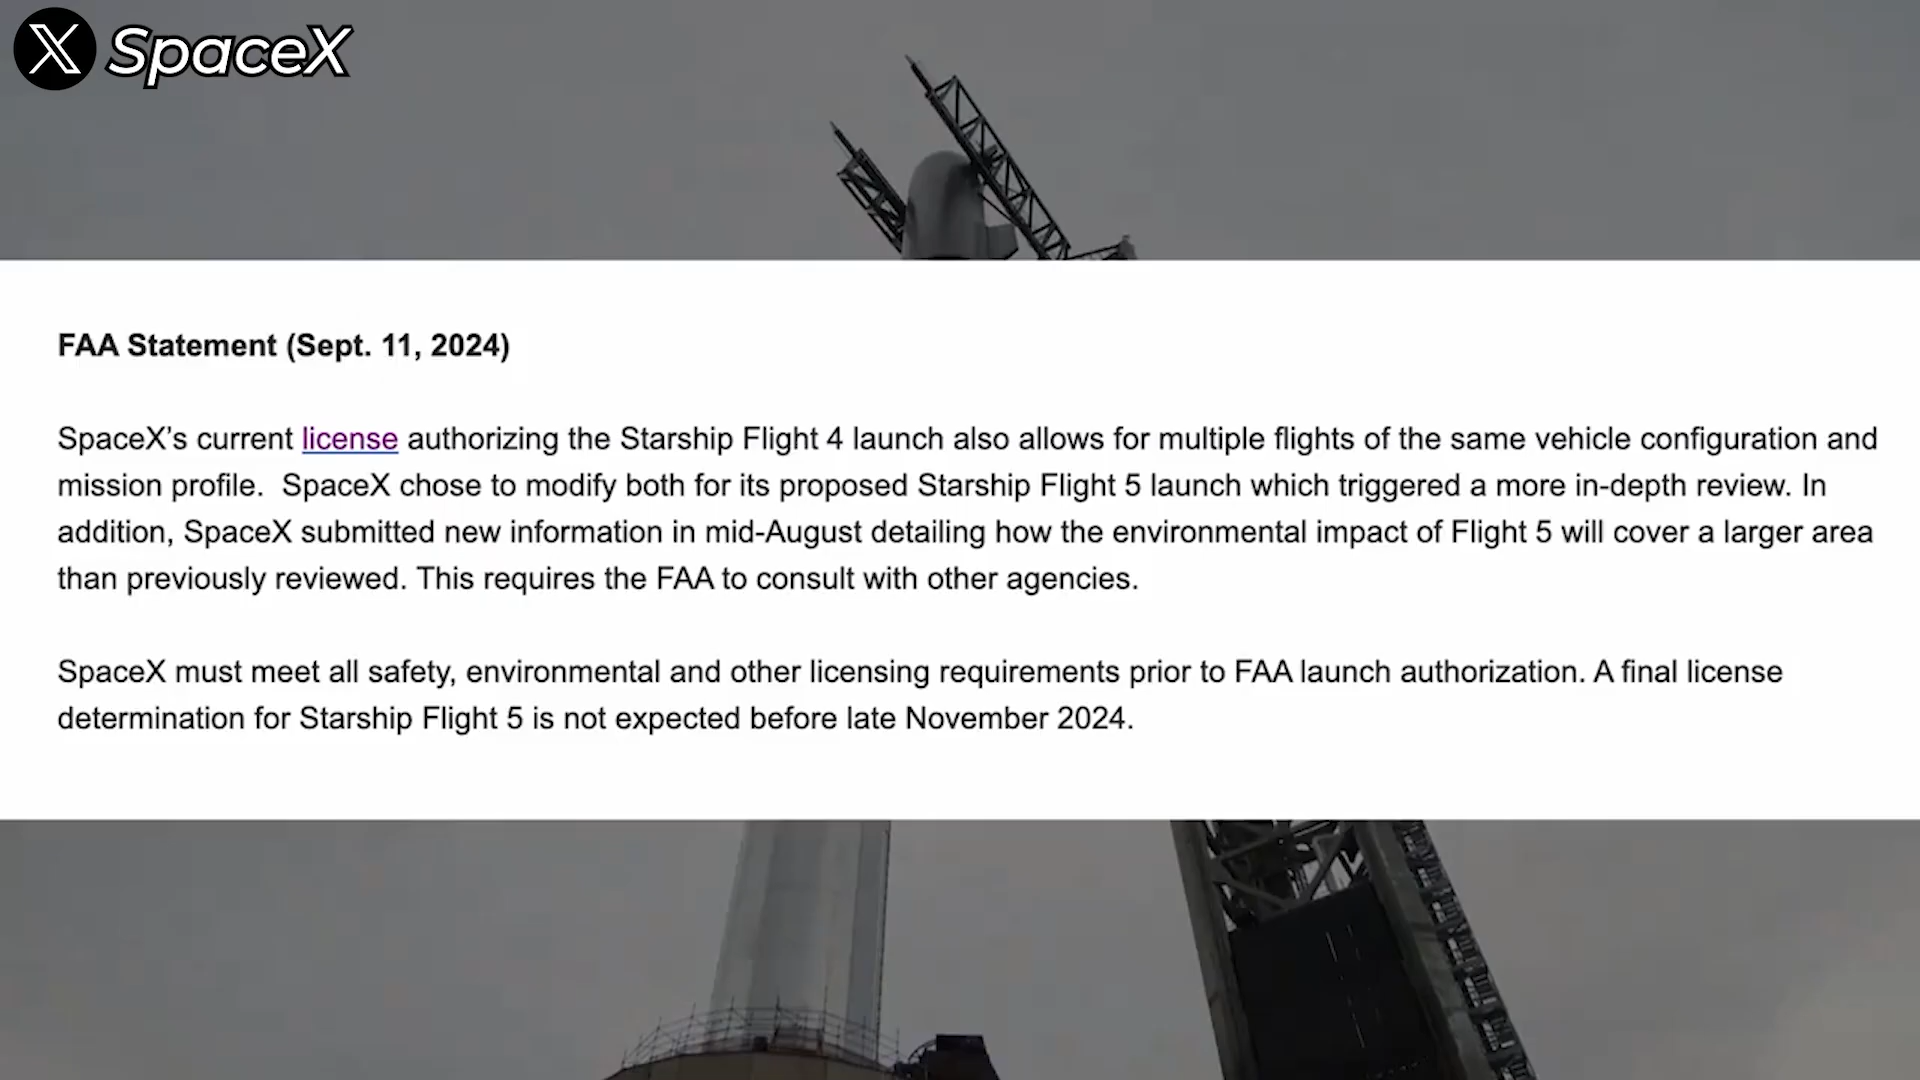 X SpaceX
FAA Statement (Sept. 11, 2024)
SpaceX’s current license authorizing the Starship Flight 4 launch also allows for multiple flights of the same vehicle configuration and
mission profile.  SpaceX chose to modify both for its proposed Starship Flight 5 launch which triggered a more in-depth review. In
addition, SpaceX submitted new information in mid-August detailing how the environmental impact of Flight 5 will cover a larger area
than previously reviewed. This requires the FAA to consult with other agencies.
SpaceX must meet all safety, environmental and other licensing requirements prior to FAA launch authorization. A final license
determination for Starship Flight 5 is not expected before late November 2024.